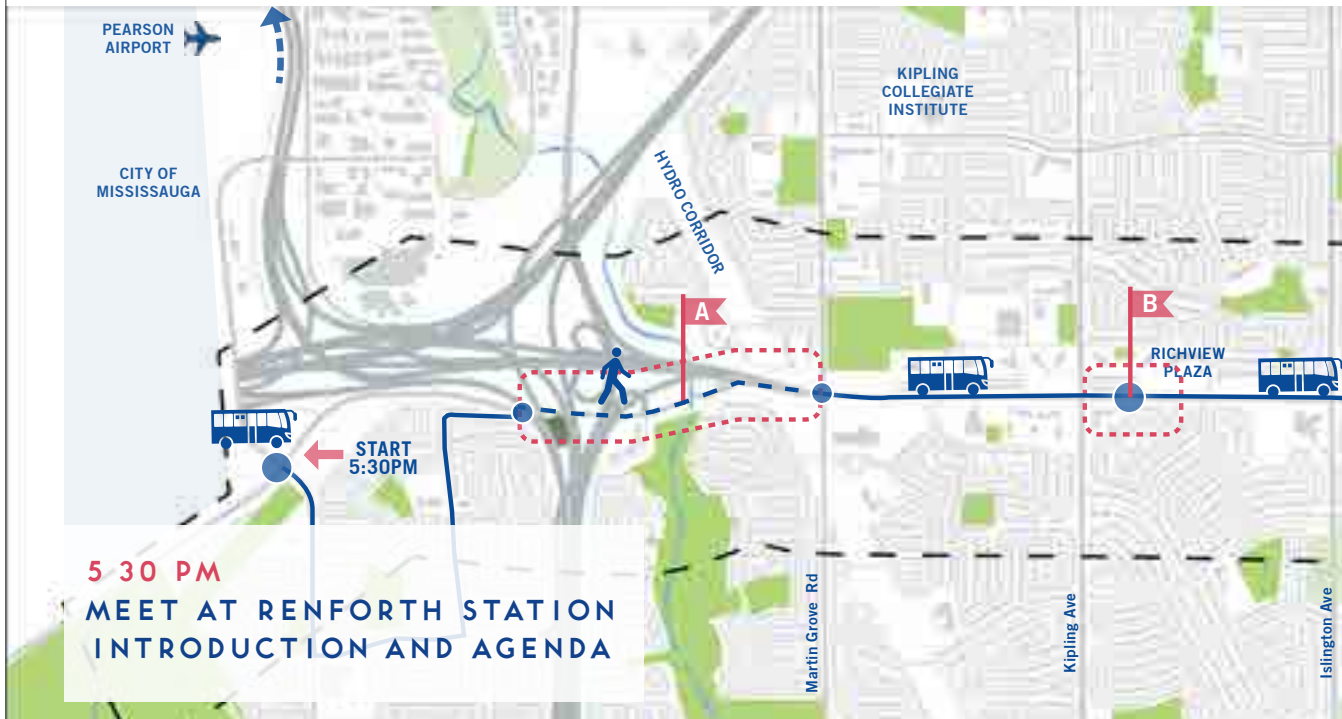 PEARSON
AIRPORT
KIPLING
COLLEGIATE
INSTITUTE
CITY OF
MISSISSAUGA
HYDRO CORRIDOR
A
B
RICHVIEW
PLAZA
START
5:30PM
5 30 PM
MEET AT RENFORTH STATION
INTRODUCTION AND AGENDA
Martin Grove Rd
Kipling Ave
Islington Ave